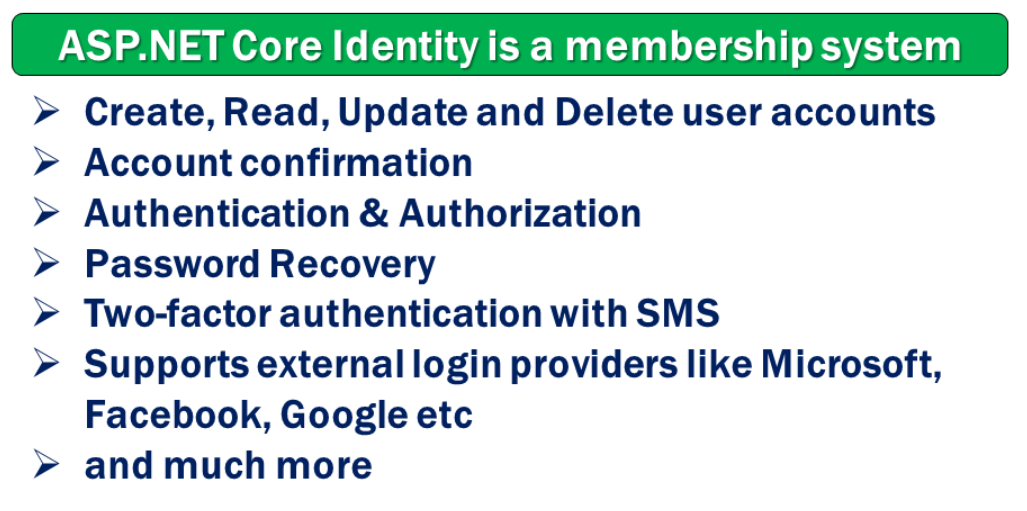 ASP.NET Core Identity is a membership system
Create, Read, Update and Delete user accounts
Account confirmation
Authentication & Authorization
Password Recovery
Two-factor authentication with SMS
Supports external login providers like Microsoft,
Facebook, Google etc
and much more